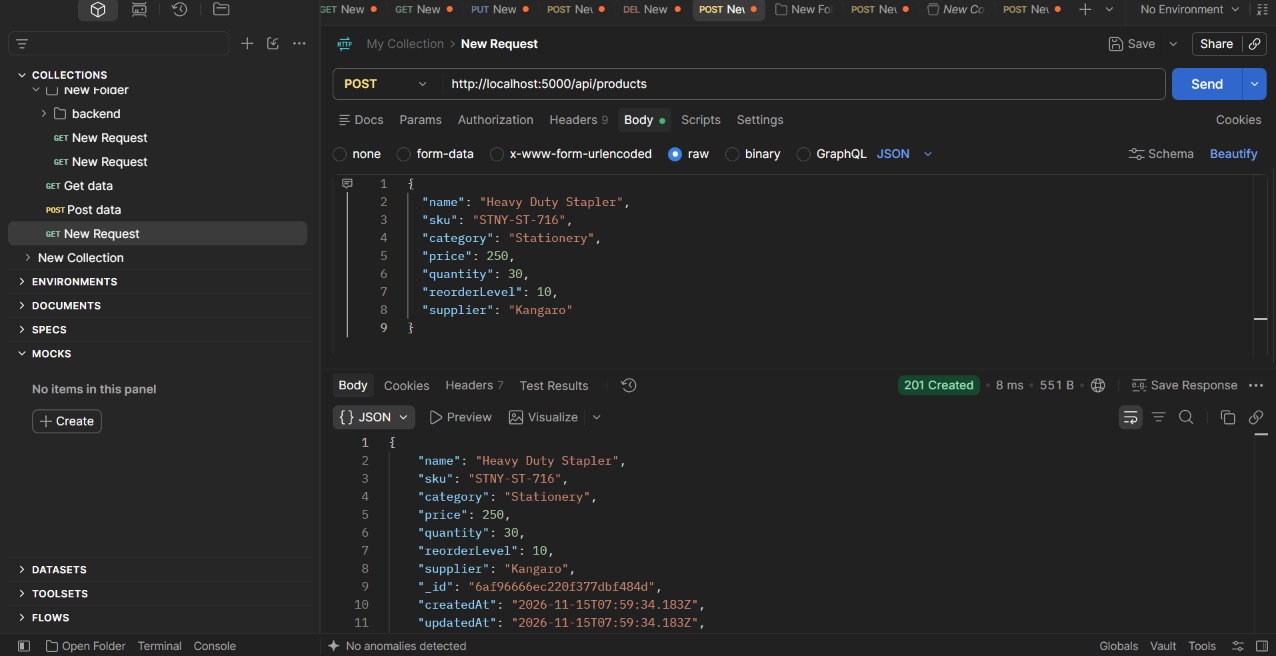 GET New GET New PUT New POST Nev POST Nev DEL New POST Nev New Fo POST Nev New Co POST Nev No Environment
COLLECTIONS
New Folder
backend
GET New Request
GET New Request
GET Get data
POST Post data
GET New Request
New Collection
ENVIRONMENTS
DOCUMENTS
SPECS
MOCKS
No items in this panel
+ Create
DATASETS
TOOLSETS
FLOWS
HTTP My Collection > New Request Save Share
POST http://localhost:5000/api/products Send
Docs Params Authorization Headers 9 Body Scripts Settings Cookies
none form-data x-www-form-urlencoded raw binary GraphQL JSON Schema Beautify
1 {
2 "name": "Heavy Duty Stapler",
3 "sku": "STNY-ST-716",
4 "category": "Stationery",
5 "price": 250,
6 "quantity": 30,
7 "reorderLevel": 10,
8 "supplier": "Kangaro"
9 }
Body Cookies Headers 7 Test Results 201 Created 8 ms 551 B e.g. Save Response
{} JSON Preview Visualize
1 {
2 "name": "Heavy Duty Stapler",
3 "sku": "STNY-ST-716",
4 "category": "Stationery",
5 "price": 250,
6 "quantity": 30,
7 "reorderLevel": 10,
8 "supplier": "Kangaro",
9 "_id": "6af96666ec220f377dbf484d",
10 "createdAt": "2026-11-15T07:59:34.183Z",
11 "updatedAt": "2026-11-15T07:59:34.183Z",
Open Folder Terminal Console No anomalies detected Globals Vault Tools